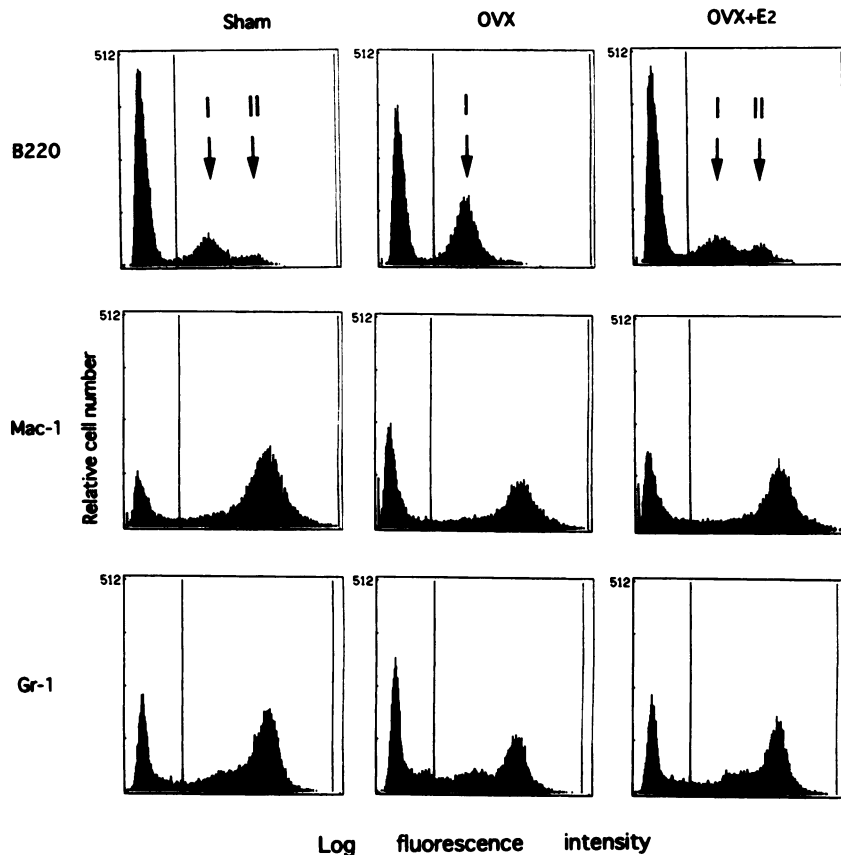 Sham OVX OVX+E2
512 512 512
I II I I II
B220
512 512 512
Mac-1
Relative cell number
512 512 512
Gr-1
Log fluorescence intensity